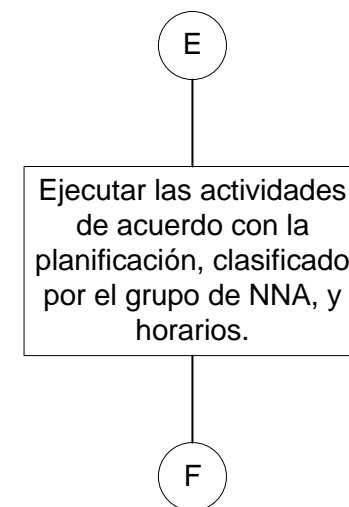 E
Ejecutar las actividades
de acuerdo con la
planificación, clasificado
por el grupo de NNA, y
horarios.
F